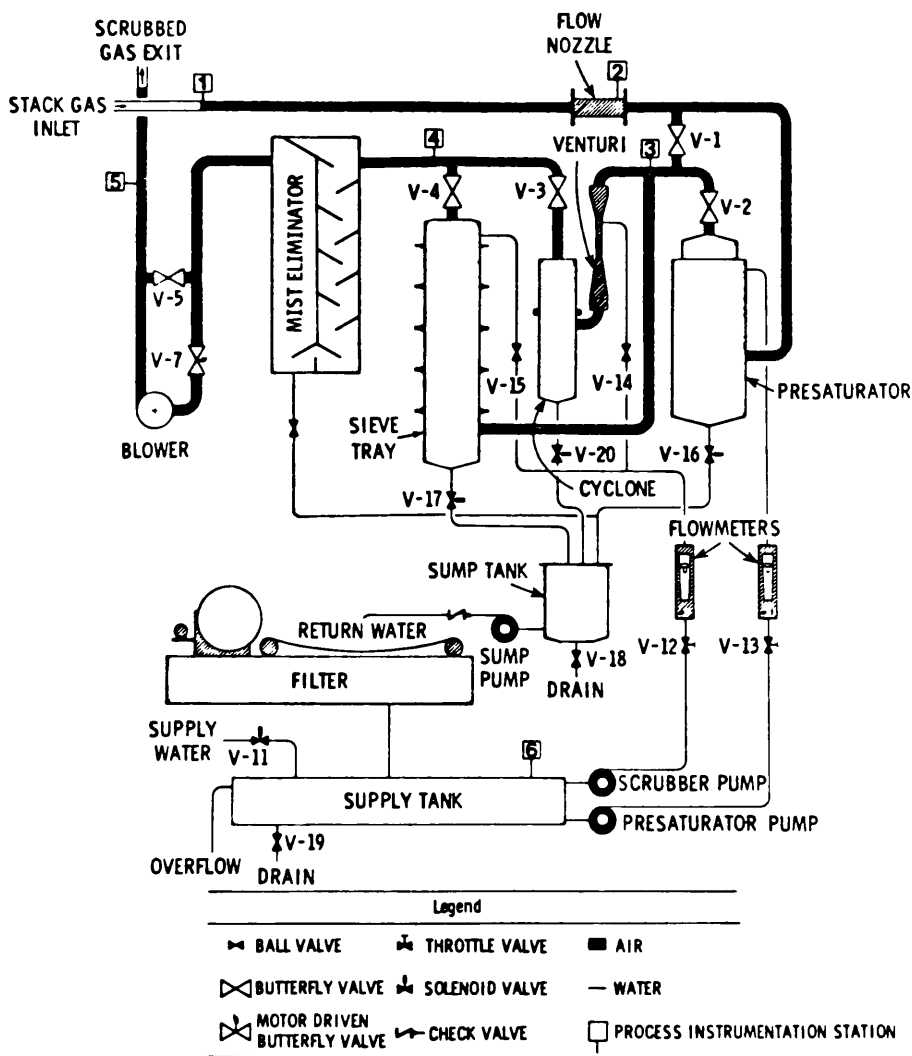 SCRUBBED
GAS EXIT
FLOW
NOZZLE
1
2
STACK GAS
INLET
VENTURI
V-1
4
3
5
V-4
V-3
V-2
MIST ELIMINATOR
V-5
V-7
V-15
V-14
PRESATURATOR
BLOWER
SIEVE
TRAY
V-20
V-16
CYCLONE
V-17
FLOWMETERS
SUMP TANK
RETURN WATER
SUMP
PUMP
V-18
V-12
V-13
DRAIN
FILTER
SUPPLY
WATER
V-11
6
SCRUBBER PUMP
SUPPLY TANK
PRESATURATOR PUMP
V-19
OVERFLOW
DRAIN
Legend
BALL VALVE
THROTTLE VALVE
AIR
BUTTERFLY VALVE
SOLENOID VALVE
WATER
MOTOR DRIVEN
BUTTERFLY VALVE
CHECK VALVE
PROCESS INSTRUMENTATION STATION